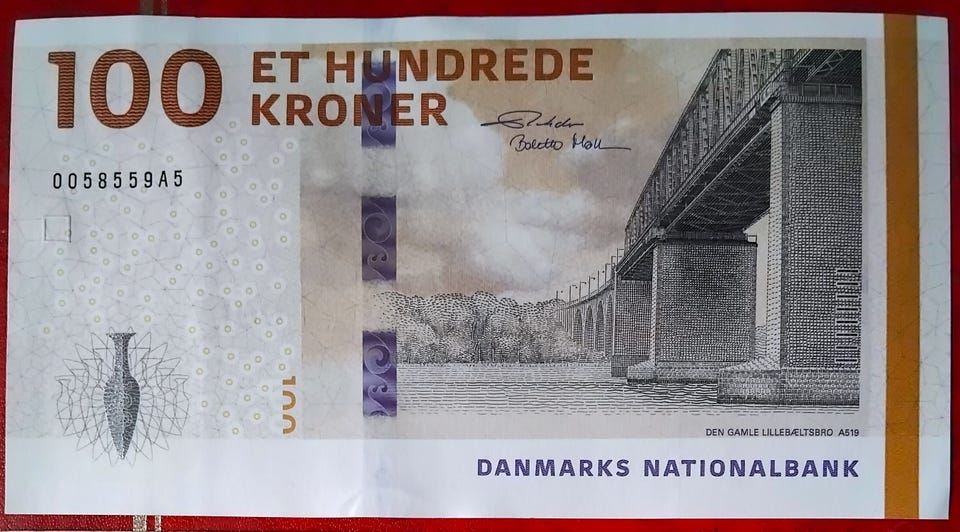 100
ET HUNDREDE
KRONER
0058559A5
100
DEN GAMLE LILLEBÆLTSBRO A519
DANMARKS NATIONALBANK